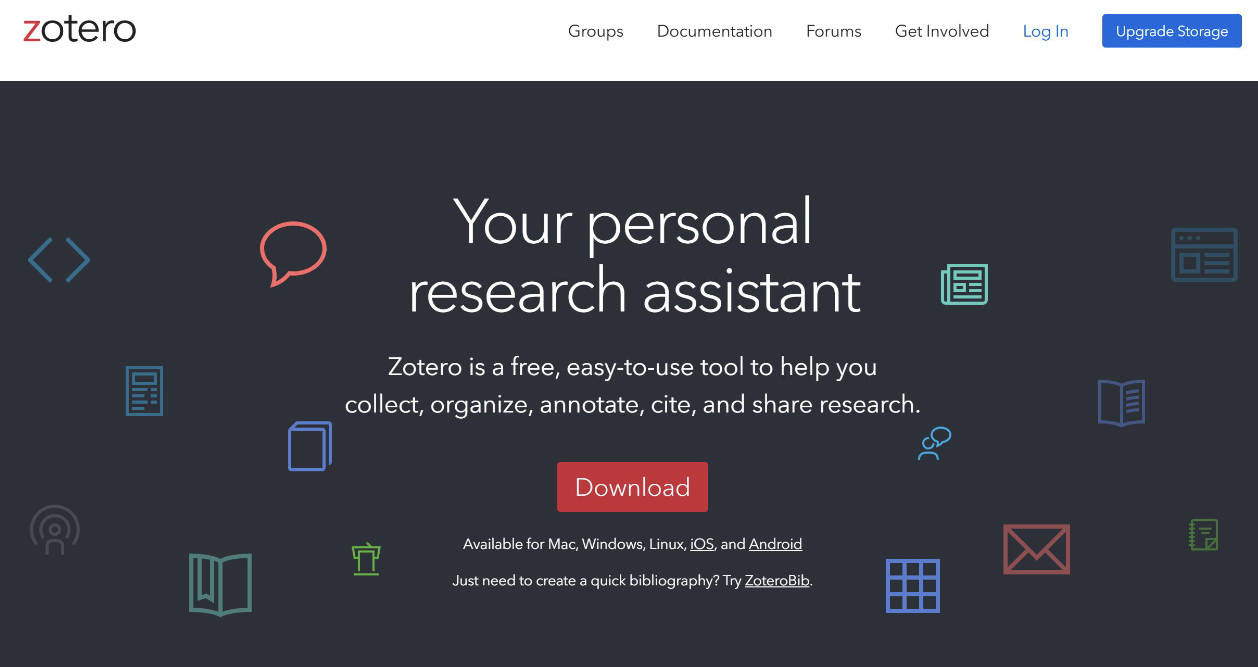 zotero
Groups
Documentation
Forums
Get Involved
Log In
Upgrade Storage
Your personal
research assistant
Zotero is a free, easy-to-use tool to help you
collect, organize, annotate, cite, and share research.
Download
Available for Mac, Windows, Linux, iOS, and Android
Just need to create a quick bibliography? Try ZoteroBib.